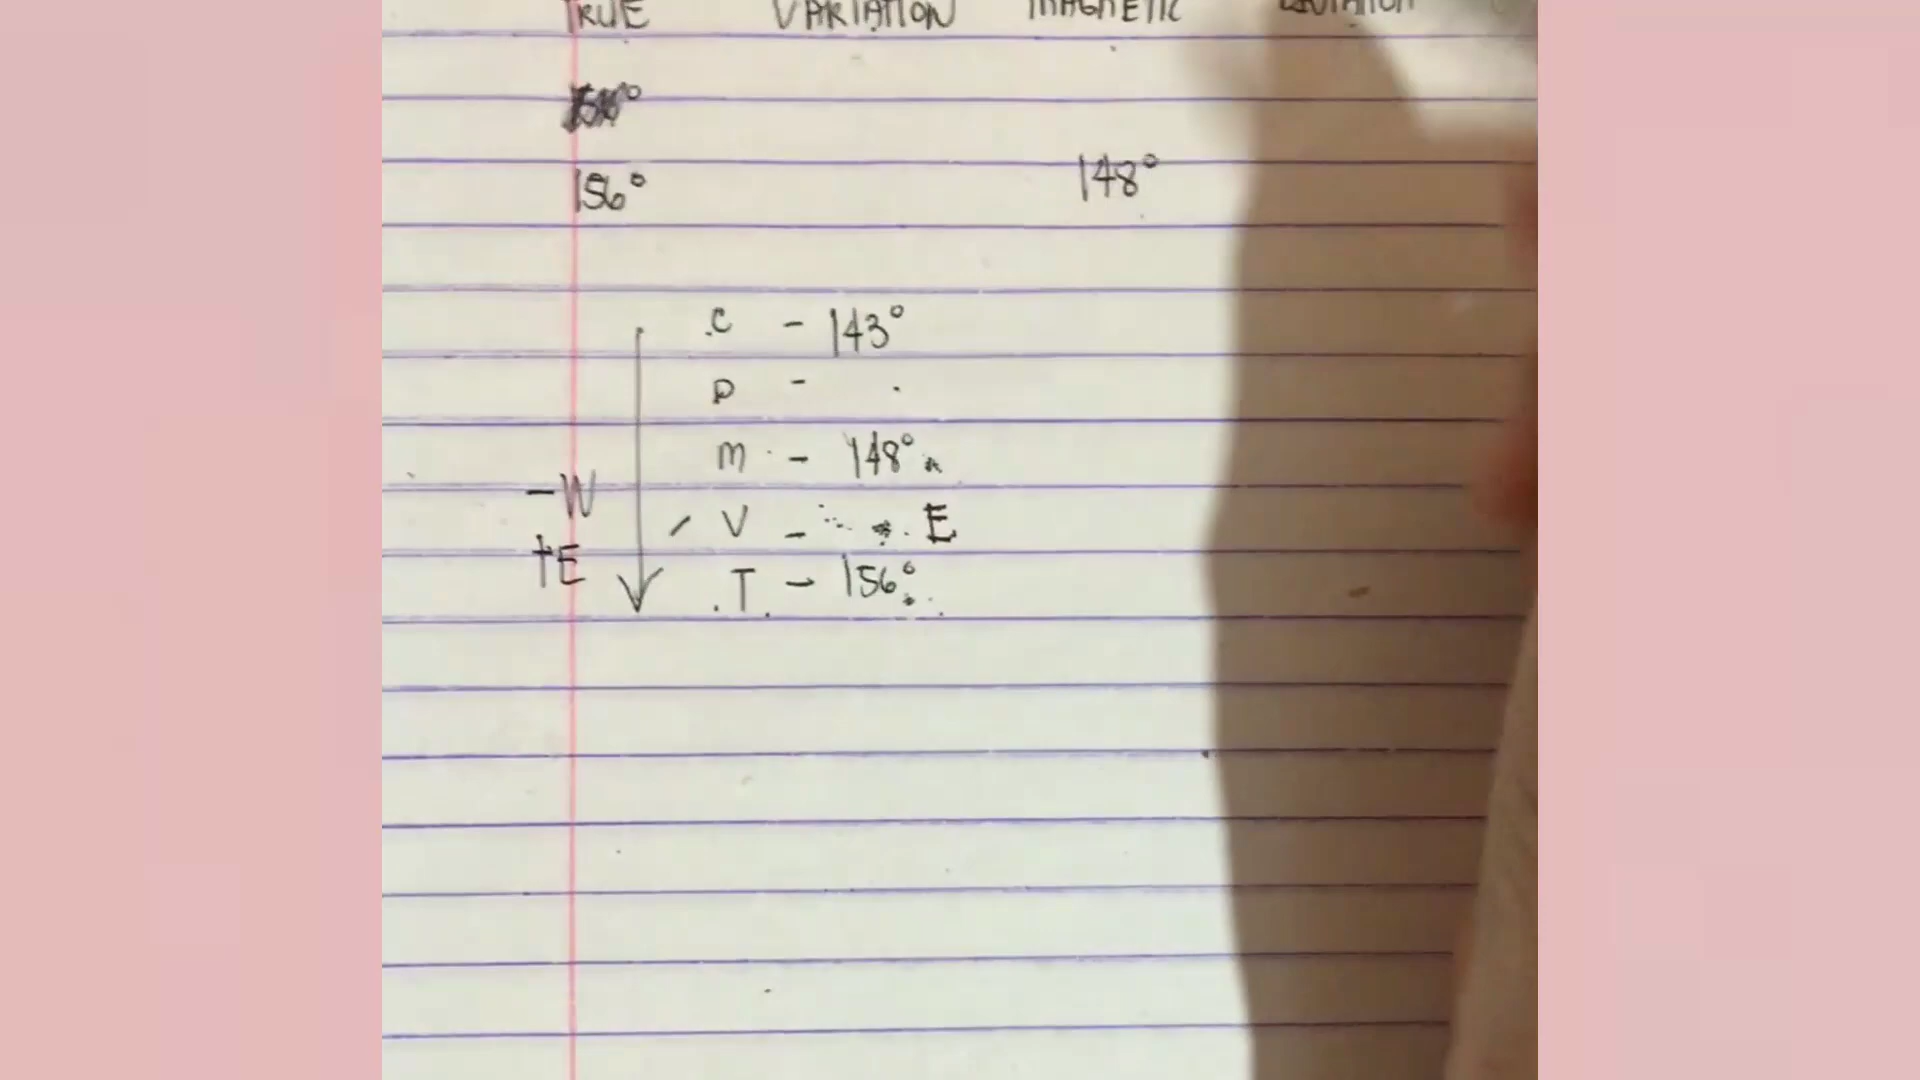 TRUE VARIATION MAGNETIC
156° 148°
C - 143°
D -
M - 148°
-W
V - E
+E
T - 156°